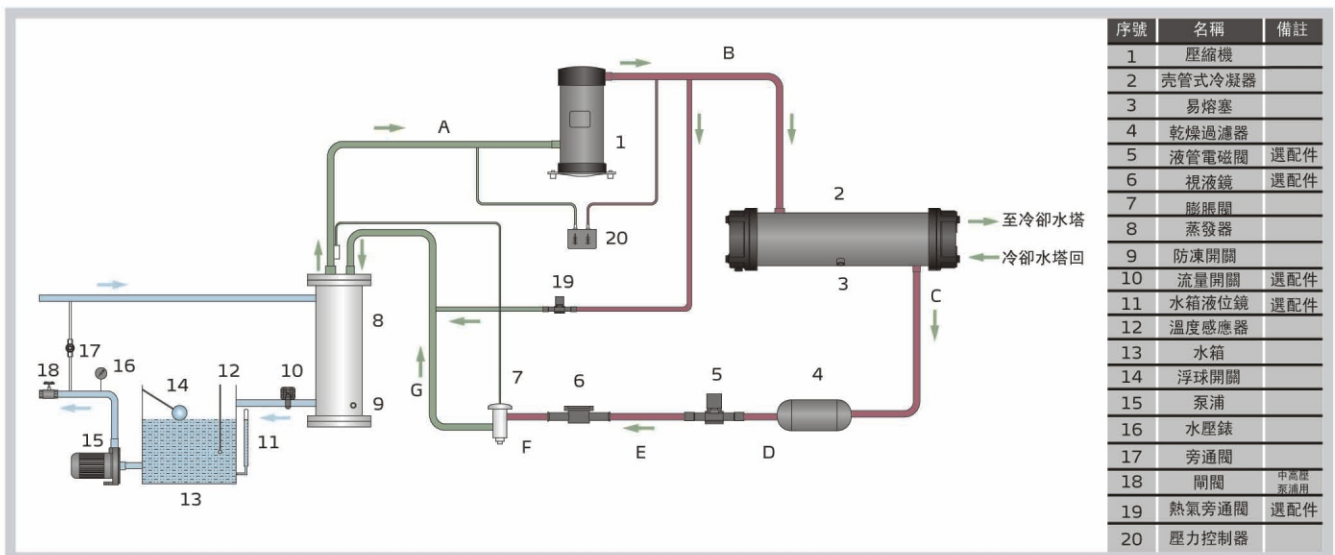 A
B
1
2
3
至冷卻水塔
冷卻水塔回
20
19
C
8
9
10
17
18
16
12
14
11
15
13
G
7
F
6
E
5
D
4
序號 名稱 備註
1 壓縮機
2 壳管式冷凝器
3 易熔塞
4 乾燥過濾器
5 液管電磁閥 選配件
6 視液鏡 選配件
7 膨脹閥
8 蒸發器
9 防凍開關
10 流量開關 選配件
11 水箱液位鏡 選配件
12 溫度感應器
13 水箱
14 浮球開關
15 泵浦
16 水壓錶
17 旁通閥
18 閘閥 中高壓泵浦用
19 熱氣旁通閥 選配件
20 壓力控制器